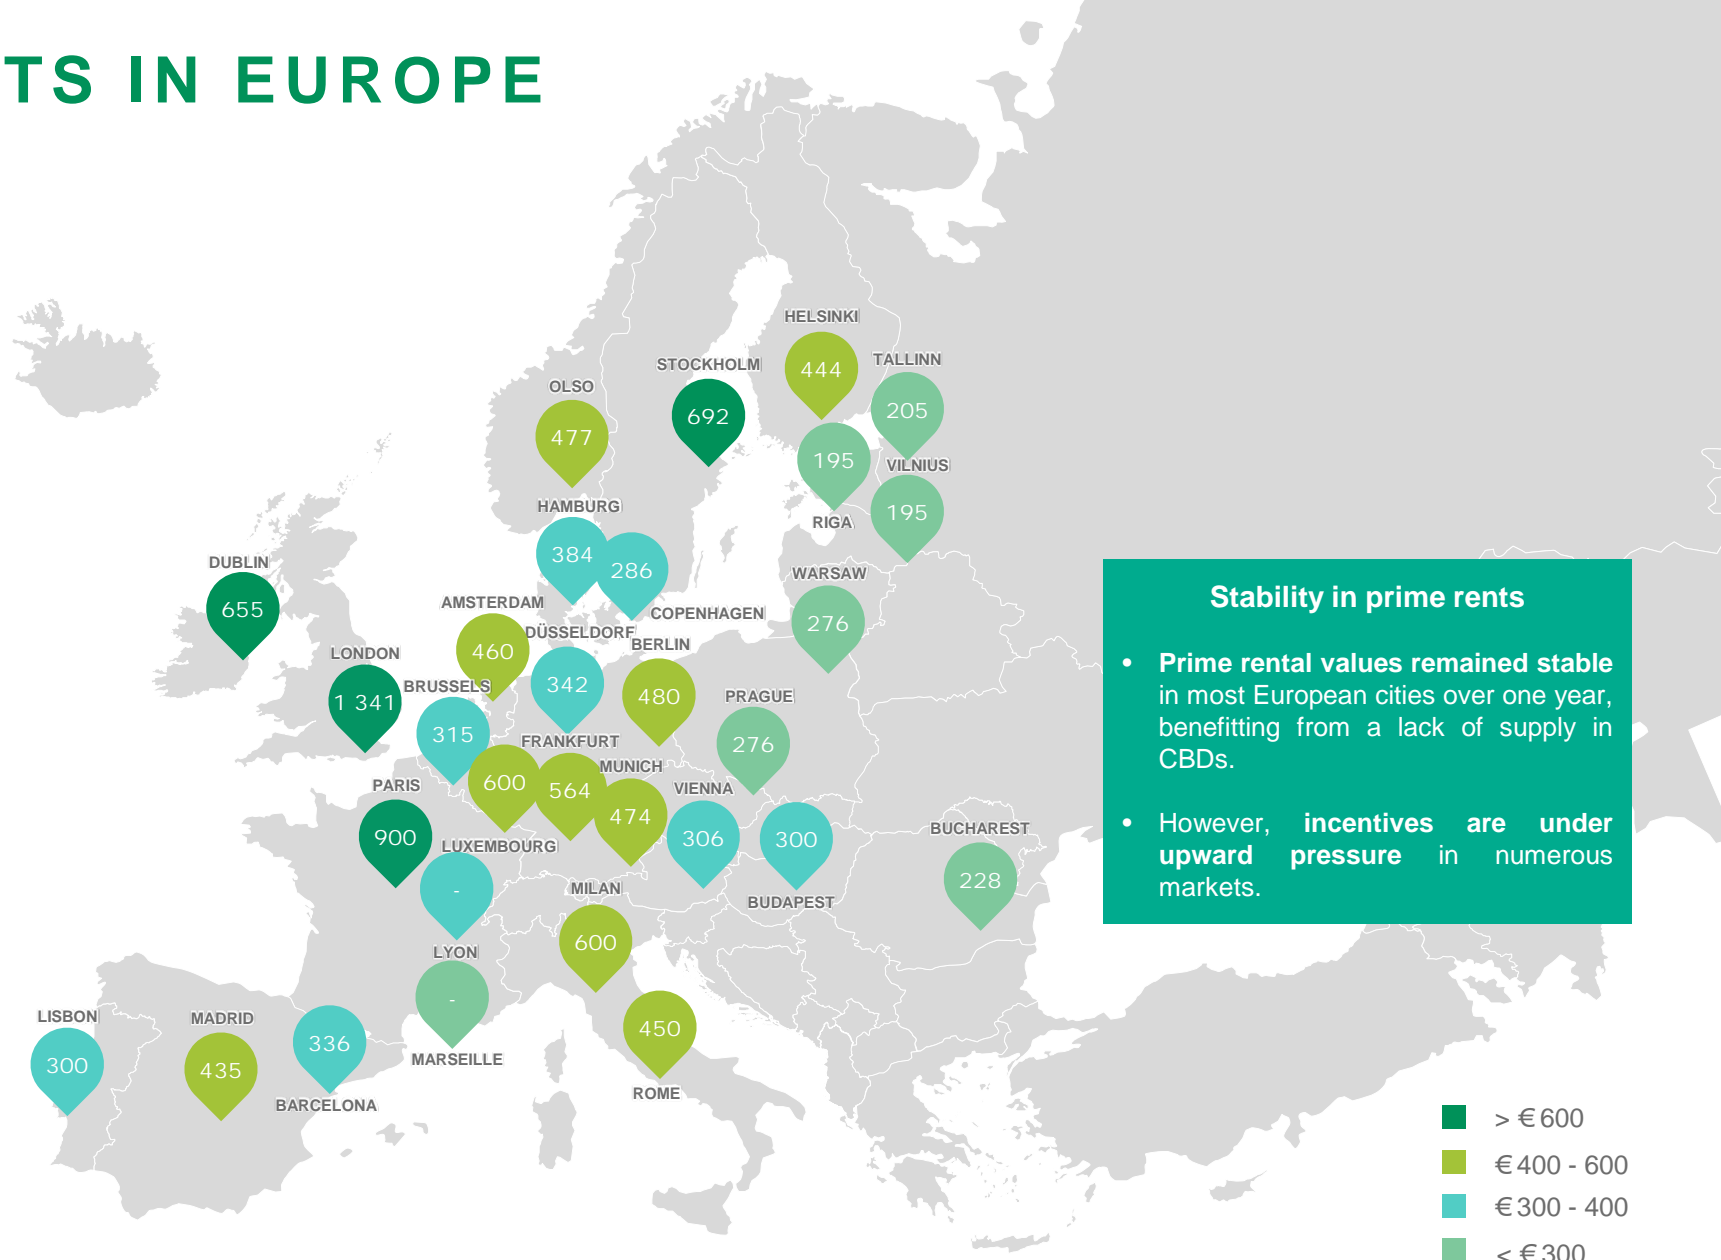 TS IN EUROPE
HELSINKI
444
STOCKHOLM
692
TALLINN
205
OLSO
477
195
RIGA
VILNIUS
195
HAMBURG
384
286
COPENHAGEN
DUBLIN
655
WARSAW
276
AMSTERDAM
460
DÜSSELDORF
342
BERLIN
480
LONDON
1 341
BRUSSELS
315
PRAGUE
276
FRANKFURT
564
MUNICH
474
600
LUXEMBOURG
PARIS
900
VIENNA
306
300
BUDAPEST
BUCHAREST
228
-
LYON
MILAN
600
-
MARSEILLE
LISBON
300
MADRID
435
336
BARCELONA
450
ROME
Stability in prime rents
• Prime rental values remained stable
in most European cities over one year,
benefitting from a lack of supply in
CBDs.
• However, incentives are under
upward pressure in numerous
markets.
> €600
€400 - 600
€300 - 400
< €300